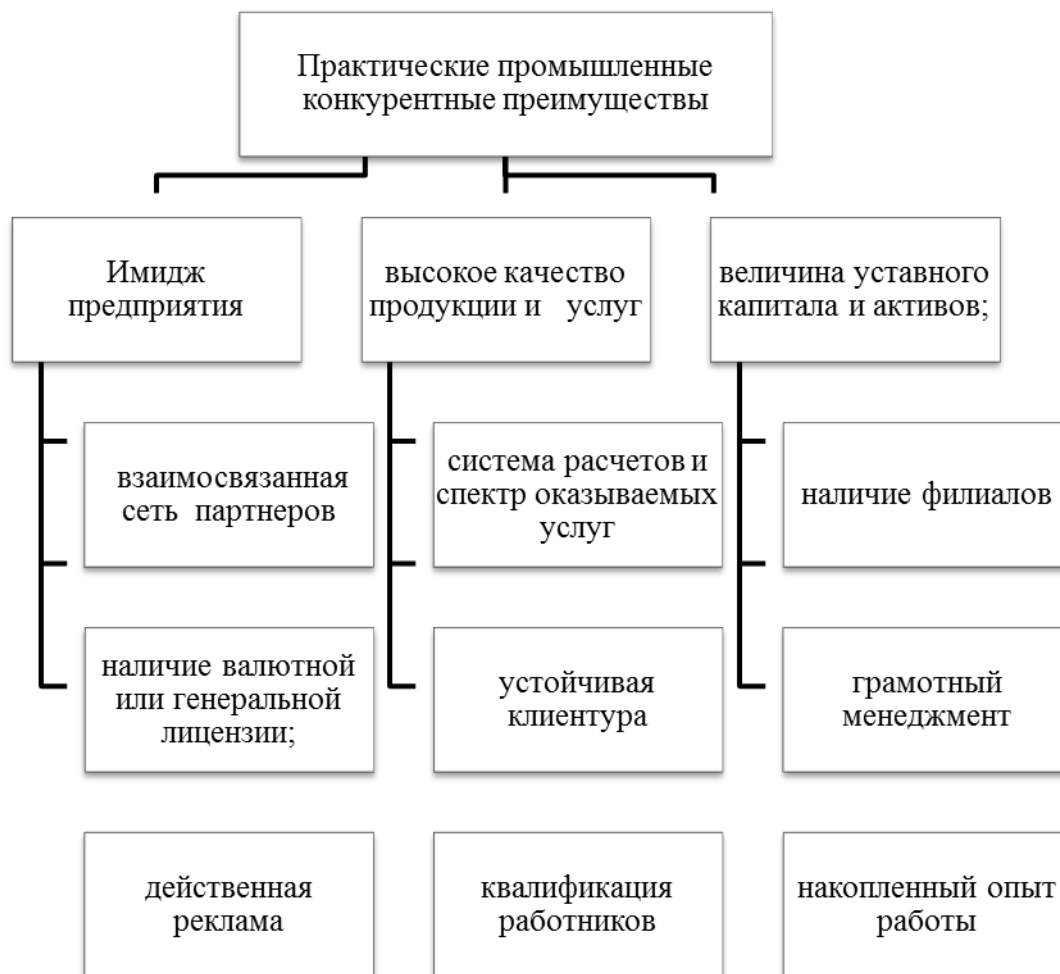 Практические промышленные
конкурентные преимуществы
Имидж
предприятия
высокое качество
продукции и услуг
величина уставного
капитала и активов;
взаимосвязанная
сеть партнеров
система расчетов и
спектр оказываемых
услуг
наличие филиалов
наличие валютной
или генеральной
лицензии;
устойчивая
клиентура
грамотный
менеджмент
действенная
реклама
квалификация
работников
накопленный опыт
работы